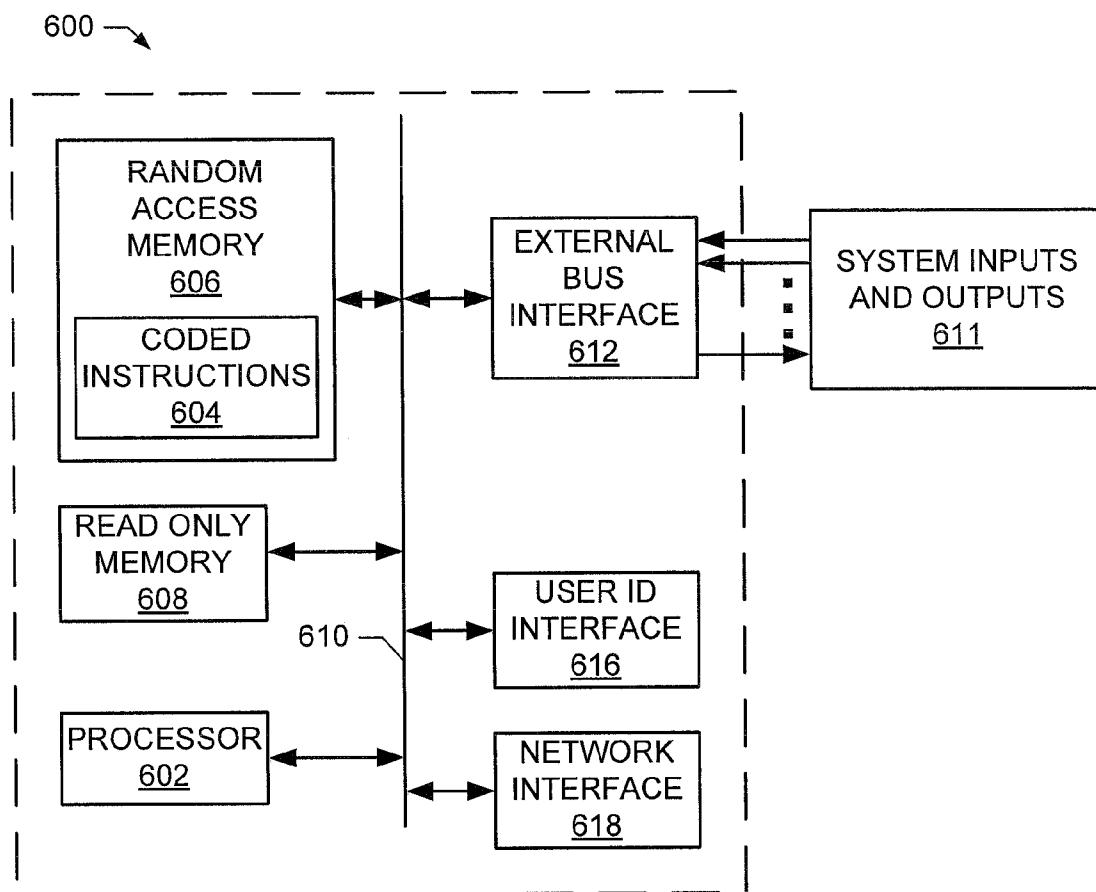 600
RANDOM
ACCESS
MEMORY
606
CODED
INSTRUCTIONS
604
EXTERNAL
BUS
INTERFACE
612
SYSTEM INPUTS
AND OUTPUTS
611
READ ONLY
MEMORY
608
610
USER ID
INTERFACE
616
PROCESSOR
602
NETWORK
INTERFACE
618